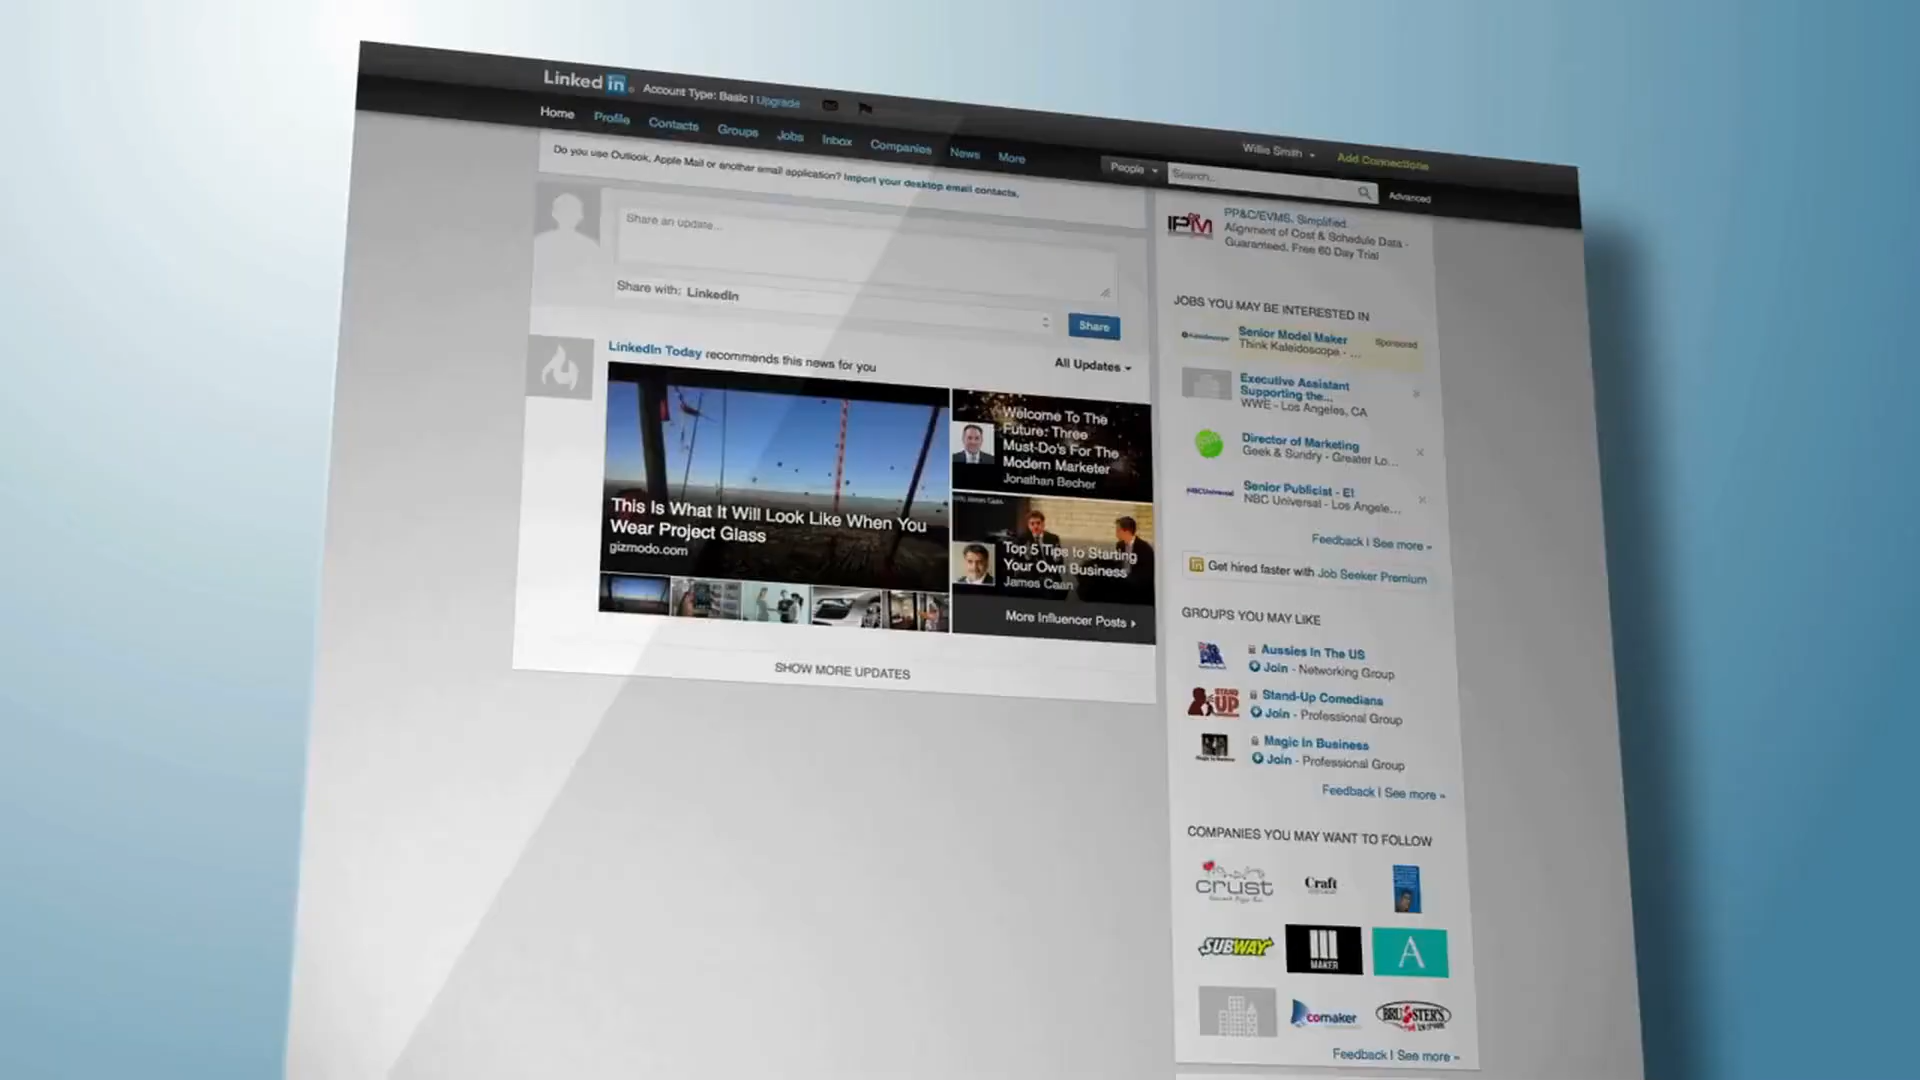 Linked in
Account Type: Basic | Upgrade
Willis Smith
Add Connections
Home Profile Contacts Groups Jobs Inbox Companies News More
People
Search...
Advanced
Do you use Outlook, Apple Mail or another email application? Import your desktop email contacts.
Share an update...
Share with: LinkedIn
Share
LinkedIn Today recommends this news for you
All Updates
This Is What It Will Look Like When You
Wear Project Glass
gizmodo.com
Welcome To The
Future: Three
Must-Do's For The
Modern Marketer
Jonathan Becher
Top 5 Tips to Starting
Your Own Business
James Caan
More Influencer Posts
SHOW MORE UPDATES
IPM
PP&C/EVMS. Simplified.
Alignment of Cost & Schedule Data -
Guaranteed. Free 60 Day Trial
JOBS YOU MAY BE INTERESTED IN
Senior Model Maker
Think Kaleidoscope - ...
Sponsored
Executive Assistant
Supporting the...
WWE - Los Angeles, CA
Director of Marketing
Geek & Sundry - Greater Lo...
NBCUniversal
Senior Publicist - E!
NBC Universal - Los Angele...
Feedback | See more »
in Get hired faster with Job Seeker Premium
GROUPS YOU MAY LIKE
Aussies In The US
Join - Networking Group
STAND UP
Stand-Up Comedians
Join - Professional Group
Magic In Business
Join - Professional Group
Feedback | See more »
COMPANIES YOU MAY WANT TO FOLLOW
crust
Craft
SUBWAY
MAKER
A
comaker
BRUSTER'S
Feedback | See more »